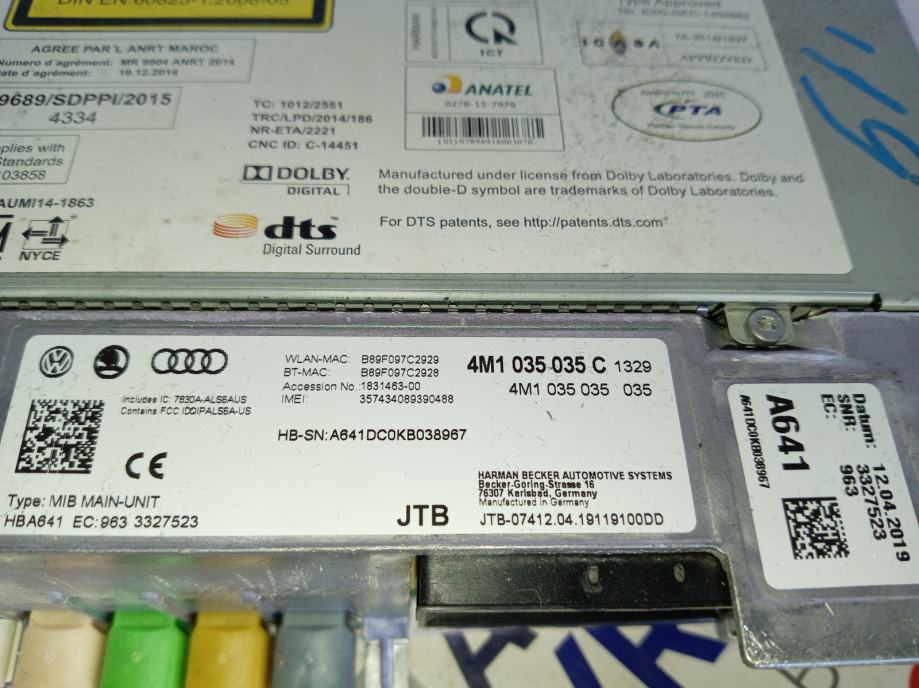 DIN EN 60825-1:2008-05
AGREE PAR'L ANRT MAROC
Numero d'agrément: MR 9904 ANRT 2014
Date d'agrément: 19.12.2014
9689/SDPPI/2015
4334
plies with
Standards
103858
AUMI14-1863
NYCE
TC: 1012/2551
TRC/LPD/2014/186
NR-ETA/2221
CNC ID: C-14451
HARMAN
ICT
ANATEL
0278-15-7978
Type Approved
ICASA
APPROVED
PTA
DOLBY
DIGITAL
Manufactured under license from Dolby Laboratories. Dolby and
the double-D symbol are trademarks of Dolby Laboratories.
dts™
Digital Surround
For DTS patents, see http://patents.dts.com
511
WLAN-MAC: B89F097C2929
BT-MAC: B89F097C2928
Accession No.:1831463-00
IMEI: 357434089390488
4M1 035 035 C 1329
4M1 035 035 035
Includes IC: 7830A-ALS6AUS
Contains FCC ID:QIPALS6A-US
HB-SN:A641DC0KB038967
CE
Type: MIB MAIN-UNIT
HBA641 EC:963 3327523
JTB
HARMAN BECKER AUTOMOTIVE SYSTEMS
Becker-Göring-Strasse 16
76307 Karlsbad, Germany
Manufactured in Germany
JTB-07412.04.19119100DD
Datum: 12.04.2019
SNR: 3327523
EC: 963
A641
A641DC0KB038967